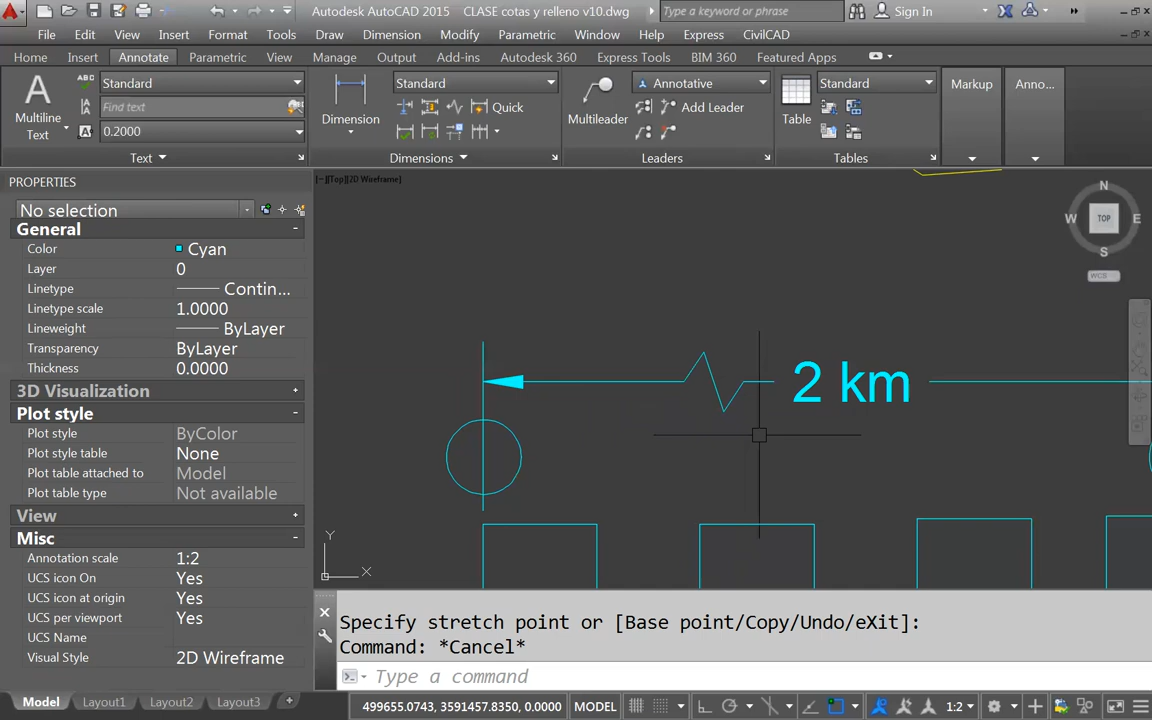 Autodesk AutoCAD 2015 CLASE cotas y relleno v10.dwg Type a keyword or phrase Sign In
File Edit View Insert Format Tools Draw Dimension Modify Parametric Window Help Express CivilCAD
Home Insert Annotate Parametric View Manage Output Add-ins Autodesk 360 Express Tools BIM 360 Featured Apps
A Multiline Text
ABC Standard
Find text
A 0.2000
Text
Dimension
Standard
Quick
Dimensions
Multileader
Annotative
Add Leader
Leaders
Table
Standard
Tables
Markup
Anno...
PROPERTIES
No selection
General
Color Cyan
Layer 0
Linetype Contin...
Linetype scale 1.0000
Lineweight ByLayer
Transparency ByLayer
Thickness 0.0000
3D Visualization
Plot style
Plot style ByColor
Plot style table None
Plot table attached to Model
Plot table type Not available
View
Misc
Annotation scale 1:2
UCS icon On Yes
UCS icon at origin Yes
UCS per viewport Yes
UCS Name
Visual Style 2D Wireframe
[−][Top][2D Wireframe]
N
W TOP E
S
WCS
2 km
Y
X
Specify stretch point or [Base point/Copy/Undo/eXit]:
Command: *Cancel*
Type a command
Model Layout1 Layout2 Layout3 + 499655.0743, 3591457.8350, 0.0000 MODEL 1:2